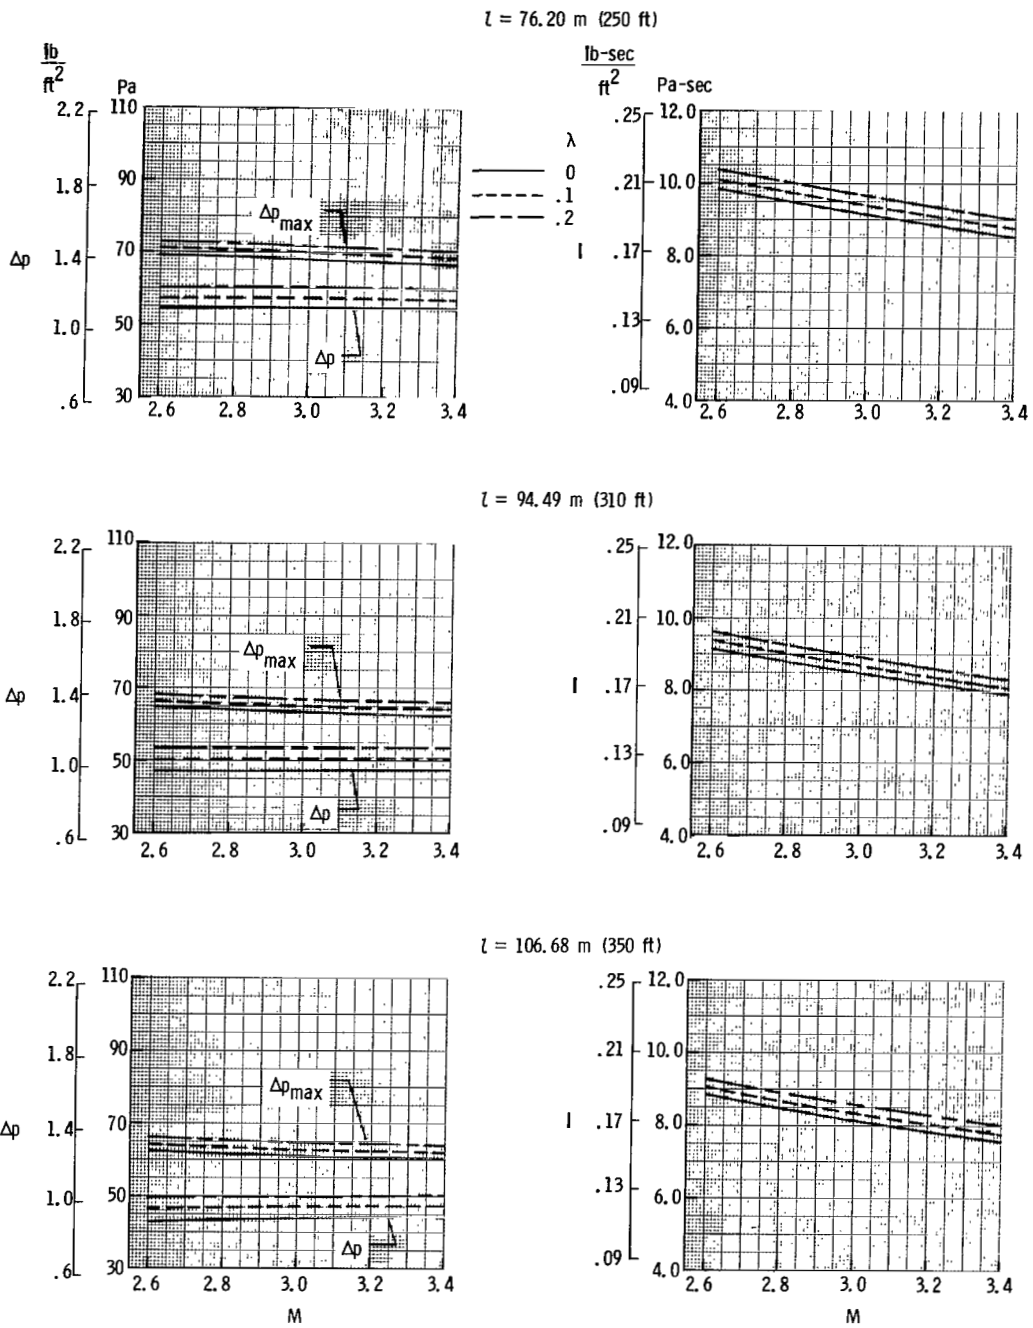 l = 76.20 m (250 ft)
lb
ft2
Pa
2.2
1.8
1.4
1.0
.6
110
90
70
50
30
Δp
Δpmax
Δp
2.6 2.8 3.0 3.2 3.4
λ
0
.1
.2
lb-sec
ft2
Pa-sec
.25
.21
.17
.13
.09
12.0
10.0
8.0
6.0
4.0
I
2.6 2.8 3.0 3.2 3.4
l = 94.49 m (310 ft)
2.2
1.8
1.4
1.0
.6
110
90
70
50
30
Δp
Δpmax
Δp
2.6 2.8 3.0 3.2 3.4
.25
.21
.17
.13
.09
12.0
10.0
8.0
6.0
4.0
I
2.6 2.8 3.0 3.2 3.4
l = 106.68 m (350 ft)
2.2
1.8
1.4
1.0
.6
110
90
70
50
30
Δp
Δpmax
Δp
2.6 2.8 3.0 3.2 3.4
M
.25
.21
.17
.13
.09
12.0
10.0
8.0
6.0
4.0
I
2.6 2.8 3.0 3.2 3.4
M